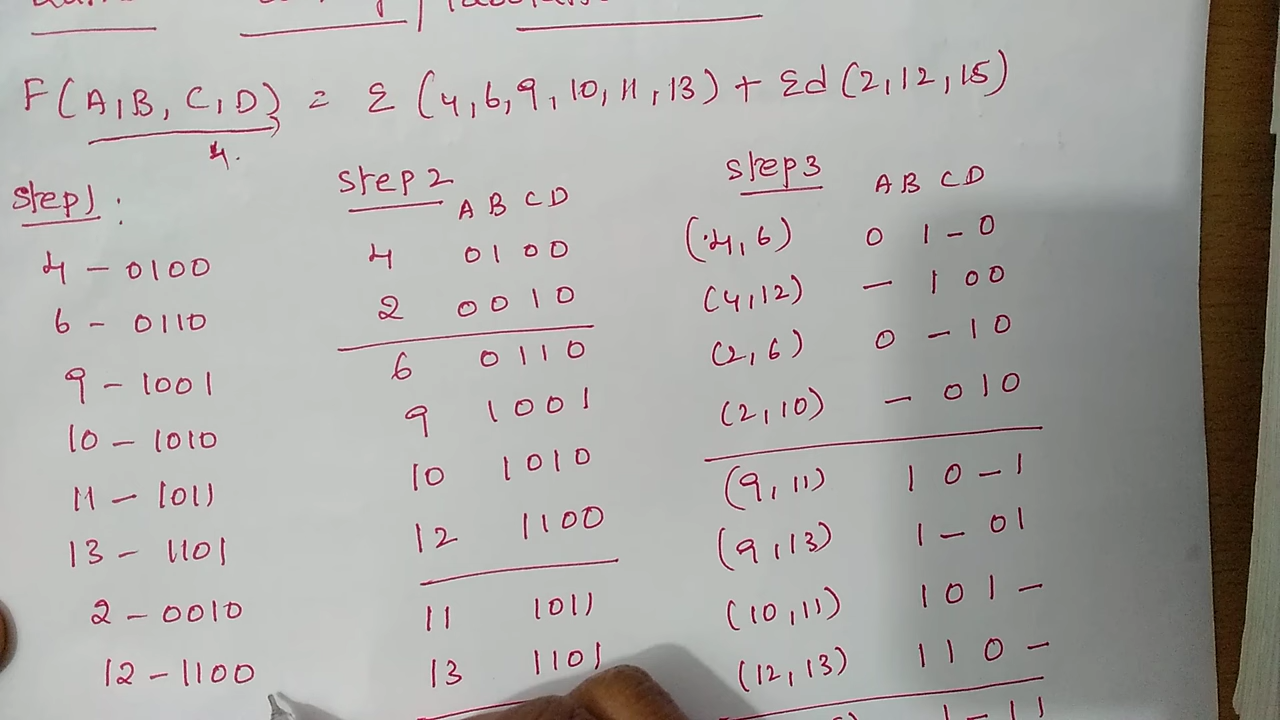 F(A,B,C,D) = Σ (4,6,9,10,11,13) + Σd (2,12,15)
4.
Step1:
4 - 0100
6 - 0110
9 - 1001
10 - 1010
11 - 1011
13 - 1101
2 - 0010
12 - 1100
Step 2
A B C D
4 0100
2 0010
6 0110
9 1001
10 1010
12 1100
11 1011
13 1101
Step3
A B C D
(4,6) 0 1 - 0
(4,12) - 1 0 0
(2,6) 0 - 1 0
(2,10) - 0 1 0
(9,11) 1 0 - 1
(9,13) 1 - 0 1
(10,11) 1 0 1 -
(12,13) 1 1 0 -
1 - 1 1